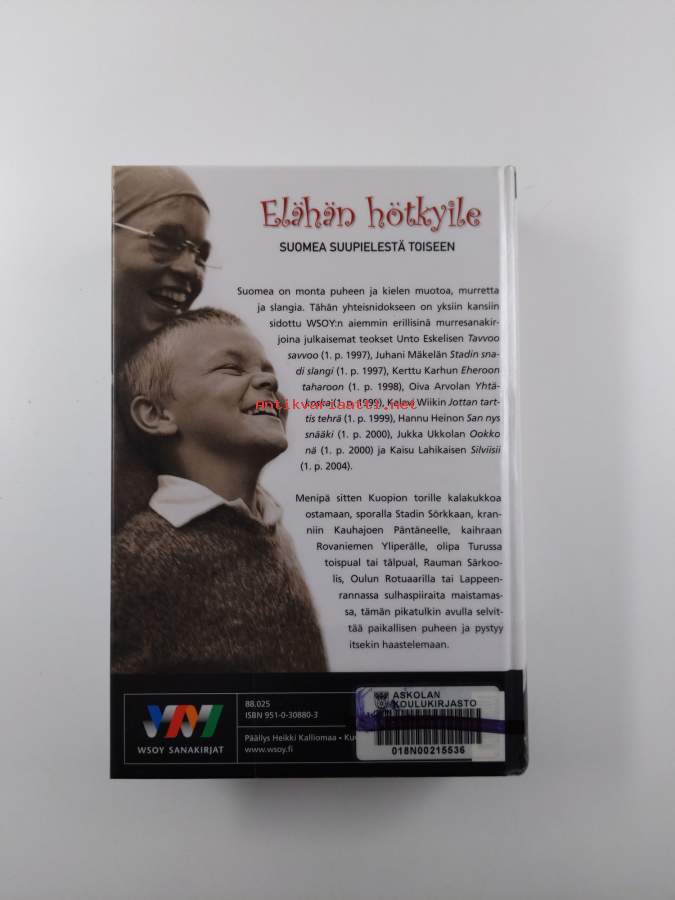 Elähän hötkyile
SUOMEA SUUPIELESTÄ TOISEEN
Suomea on monta puheen ja kielen muotoa, murretta
ja slangia. Tähän yhteisnidokseen on yksiin kansiin
sidottu WSOY:n aiemmin erillisinä murresanakir-
joina julkaisemat teokset Unto Eskelisen Tavvoo
savvoo (1. p. 1997), Juhani Mäkelän Stadin sna-
di slangi (1. p. 1997), Kerttu Karhun Eheroon
taharoon (1. p. 1998), Oiva Arvolan Yhtä-
koska (1. p. 1999), Kalevi Wiikin Jottan tart-
antikvariaatti.net
tis tehrä (1. p. 1999), Hannu Heinon San nys
snääki (1. p. 2000), Jukka Ukkolan Ookko
nä (1. p. 2000) ja Kaisu Lahikaisen Silviisii
(1. p. 2004).
Menipä sitten Kuopion torille kalakukkoa
ostamaan, sporalla Stadin Sörkkaan, kran-
niin Kauhajoen Päntäneelle, kaihraan
Rovaniemen Yliperälle, olipa Turussa
toispual tai tälpual, Rauman Särkoo-
lis, Oulun Rotuaarilla tai Lappeen-
rannassa sulhaspiiraita maistamas-
sa, tämän pikatulkin avulla selvit-
tää paikallisen puheen ja pystyy
itsekin haastelemaan.
WSOY SANAKIRJAT
88.025
ISBN 951-0-30880-3
Päällys Heikki Kalliomaa •
www.wsoy.fi
ASKOLAN
KOULUKIRJASTO
018N00215536